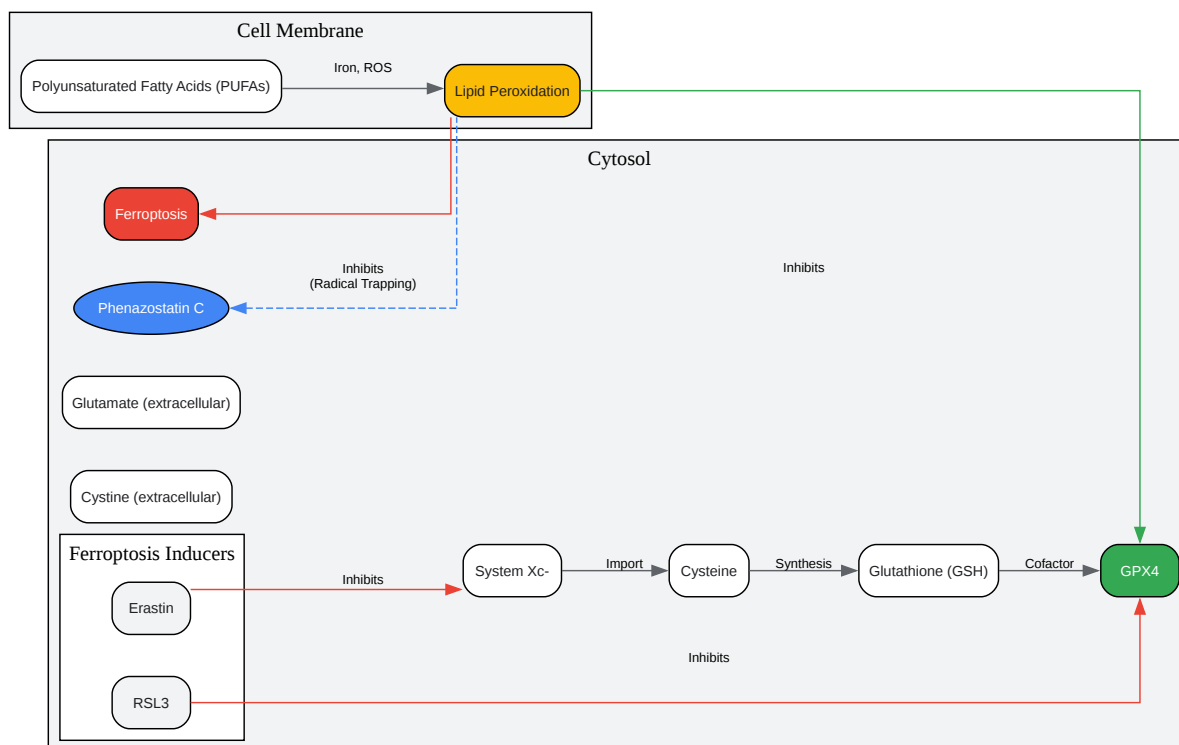 Cell Membrane
Polyunsaturated Fatty Acids (PUFAs)
Iron, ROS
Lipid Peroxidation
Cytosol
Ferroptosis
Inhibits
(Radical Trapping)
Inhibits
Phenazostatin C
Glutamate (extracellular)
Cystine (extracellular)
Ferroptosis Inducers
Erastin
Inhibits
System Xc-
Import
Cysteine
Synthesis
Glutathione (GSH)
Cofactor
GPX4
Inhibits
RSL3